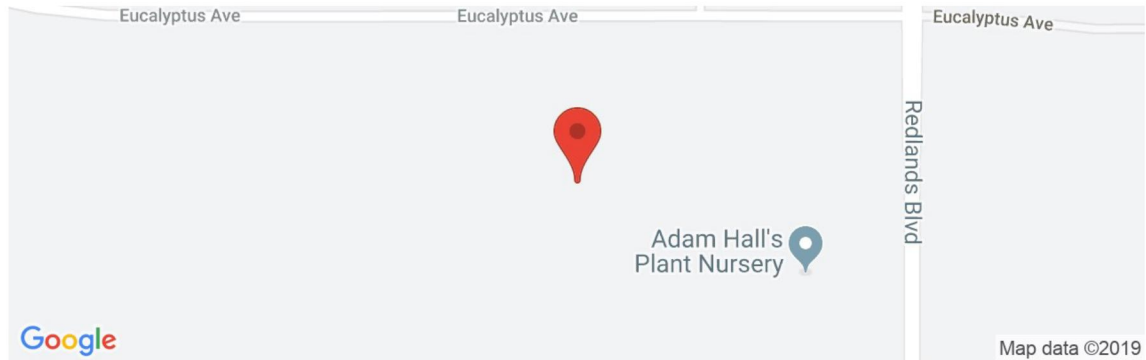 Eucalyptus Ave
Eucalyptus Ave
Eucalyptus Ave
Redlands Blvd
Adam Hall's
Plant Nursery
Google
Map data ©2019